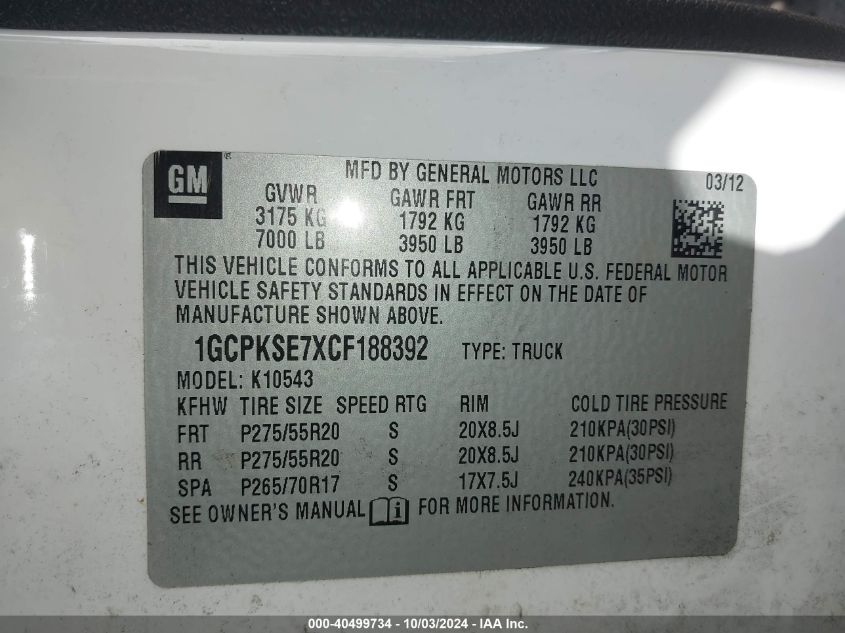 GM ®
MFD BY GENERAL MOTORS LLC 03/12
GVWR GAWR FRT GAWR RR
3175 KG 1792 KG 1792 KG
7000 LB 3950 LB 3950 LB
THIS VEHICLE CONFORMS TO ALL APPLICABLE U.S. FEDERAL MOTOR
VEHICLE SAFETY STANDARDS IN EFFECT ON THE DATE OF
MANUFACTURE SHOWN ABOVE.
1GCPKSE7XCF188392 TYPE: TRUCK
MODEL: K10543
KFHW TIRE SIZE SPEED RTG RIM COLD TIRE PRESSURE
FRT P275/55R20 S 20X8.5J 210KPA(30PSI)
RR P275/55R20 S 20X8.5J 210KPA(30PSI)
SPA P265/70R17 S 17X7.5J 240KPA(35PSI)
SEE OWNER'S MANUAL i FOR MORE INFORMATION.
000-40499734 - 10/03/2024 - IAAI.com